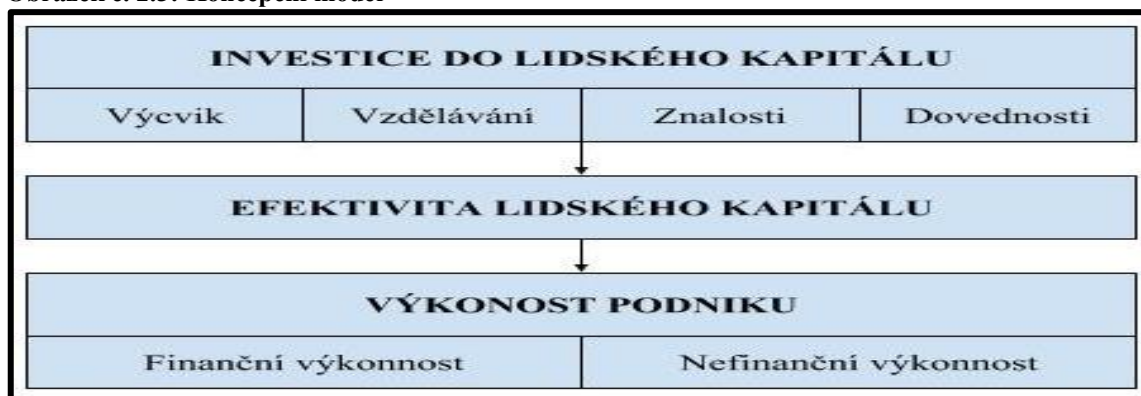 INVESTICE DO LIDSKÉHO KAPITÁLU
Výcvik Vzdělávání Znalosti Dovednosti
EFEKTIVITA LIDSKÉHO KAPITÁLU
VÝKONOST PODNIKU
Finanční výkonnost Nefinanční výkonnost